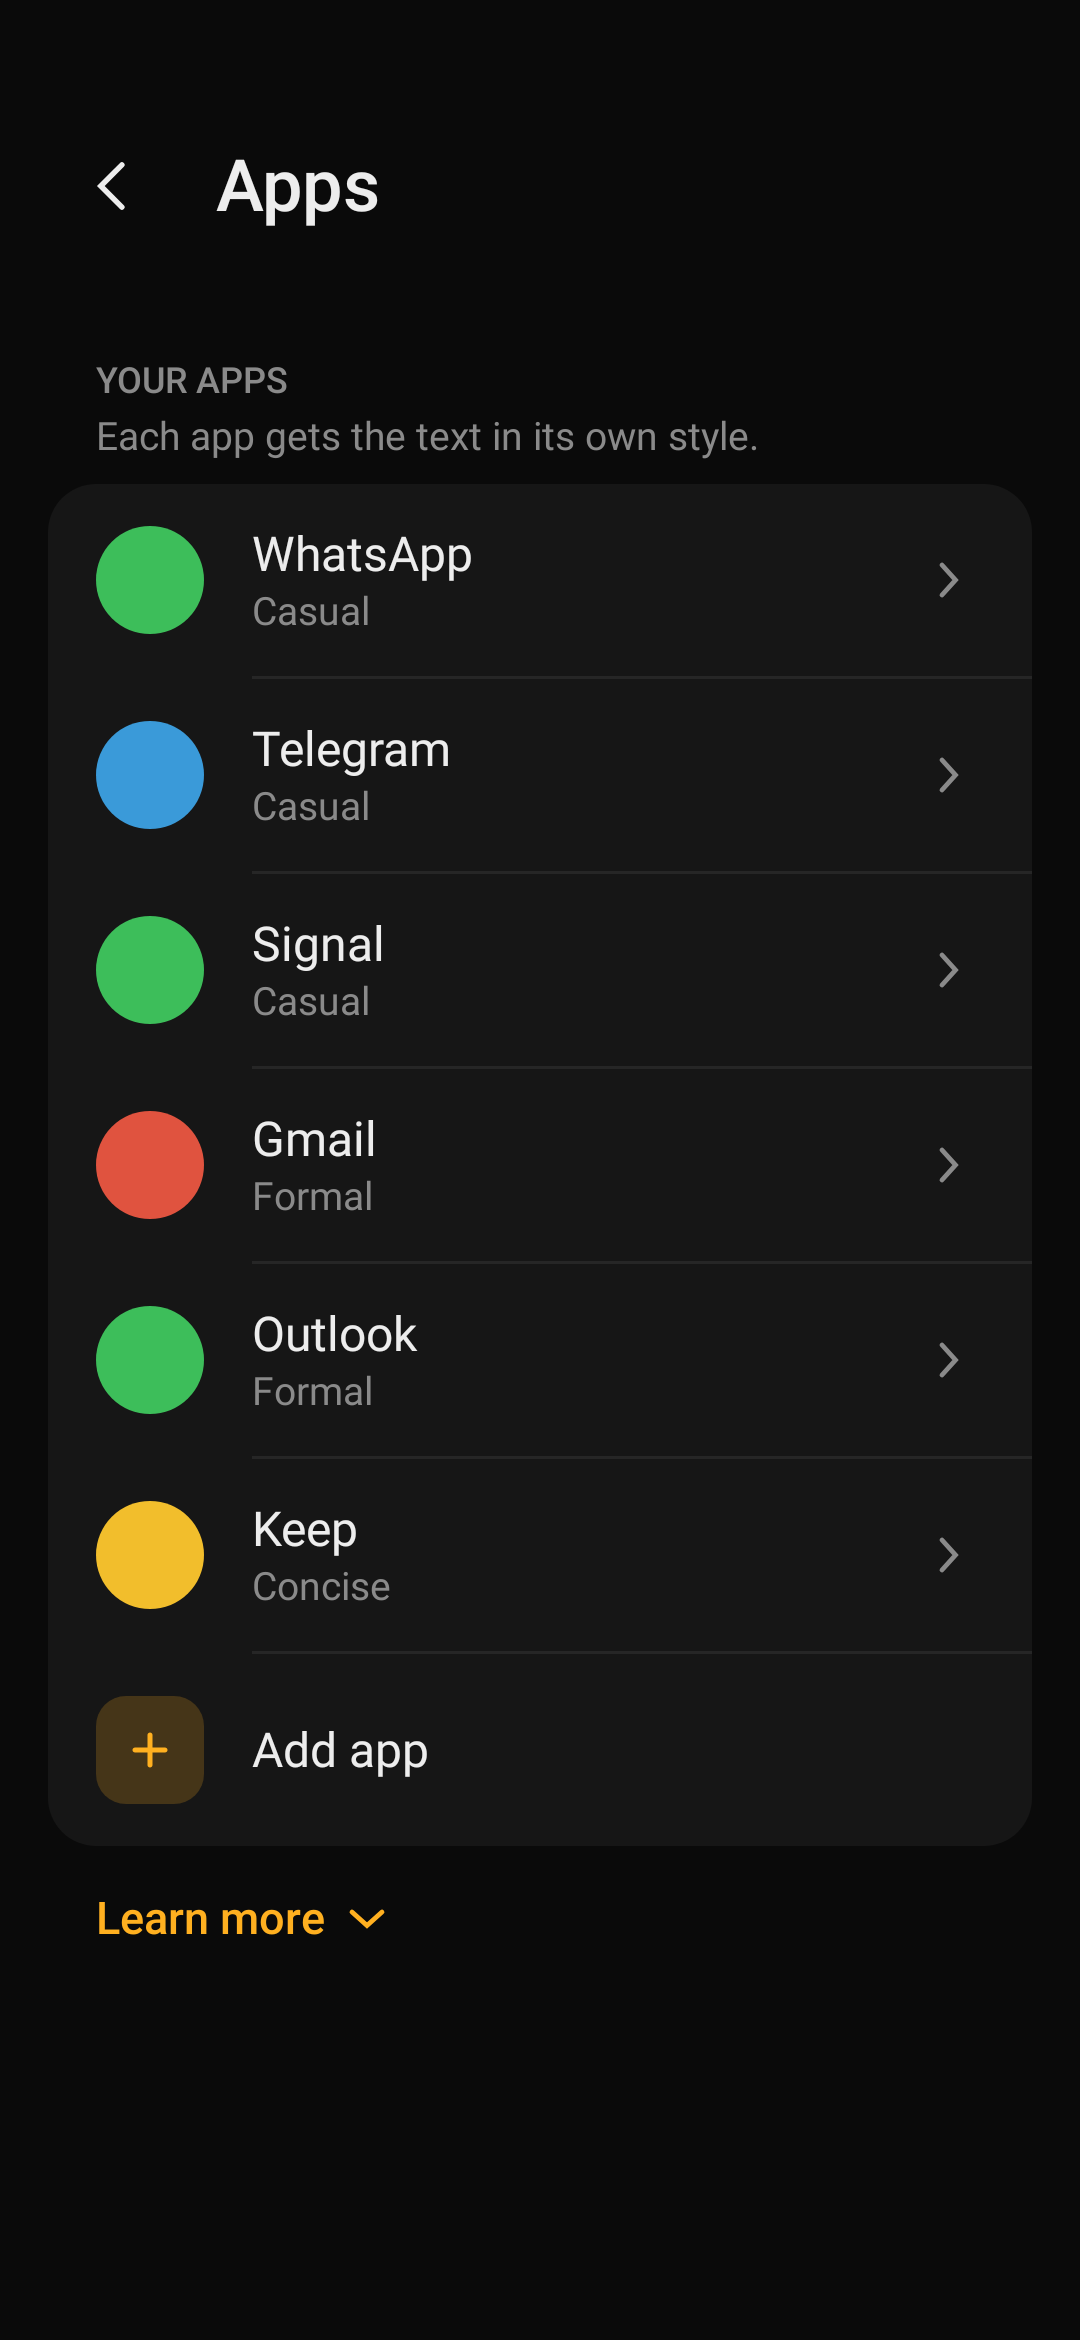 Apps
YOUR APPS
Each app gets the text in its own style.
WhatsApp
Casual
Telegram
Casual
Signal
Casual
Gmail
Formal
Outlook
Formal
Keep
Concise
Add app
Learn more